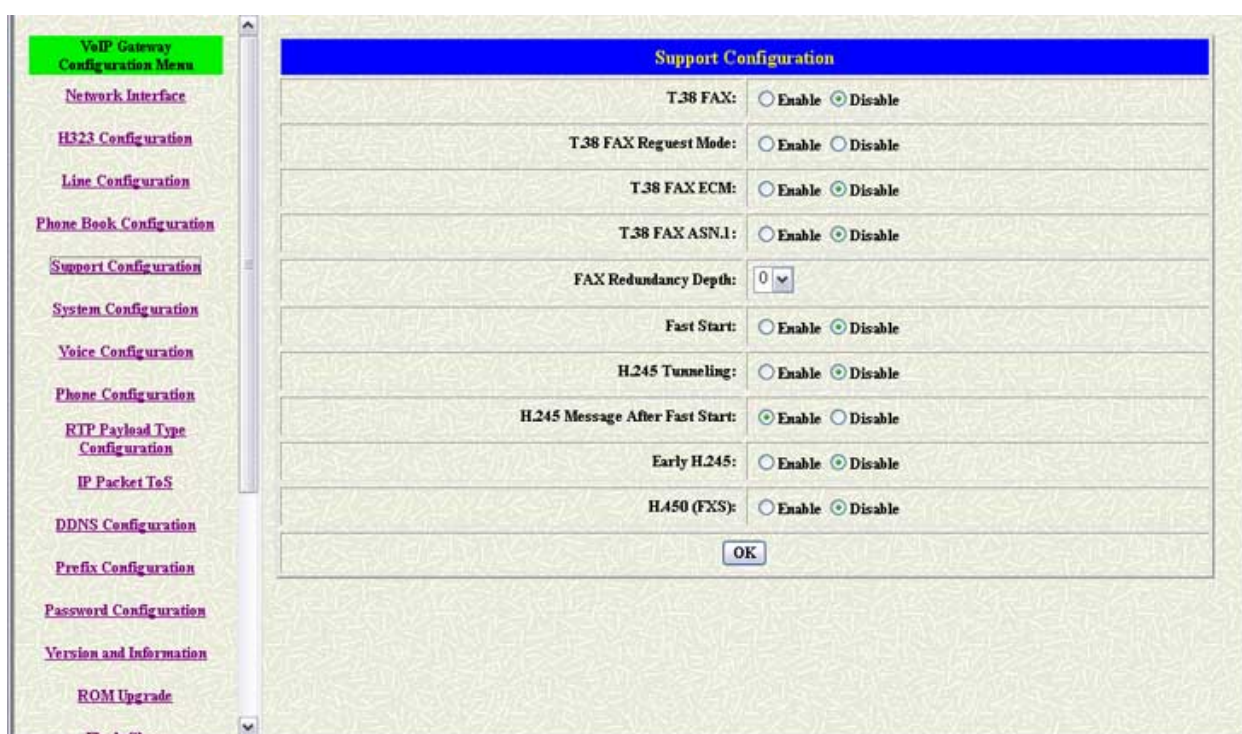 VoIP Gateway
Configuration Menu
Network Interface
H323 Configuration
Line Configuration
Phone Book Configuration
Support Configuration
System Configuration
Voice Configuration
Phone Configuration
RTP Payload Type
Configuration
IP Packet ToS
DDNS Configuration
Prefix Configuration
Password Configuration
Version and Information
ROM Upgrade
Support Configuration
T.38 FAX: Enable Disable
T.38 FAX Reguest Mode: Enable Disable
T.38 FAX ECM: Enable Disable
T.38 FAX ASN.1: Enable Disable
FAX Redundancy Depth: 0
Fast Start: Enable Disable
H.245 Tunneling: Enable Disable
H.245 Message After Fast Start: Enable Disable
Early H.245: Enable Disable
H.450 (FXS): Enable Disable
OK